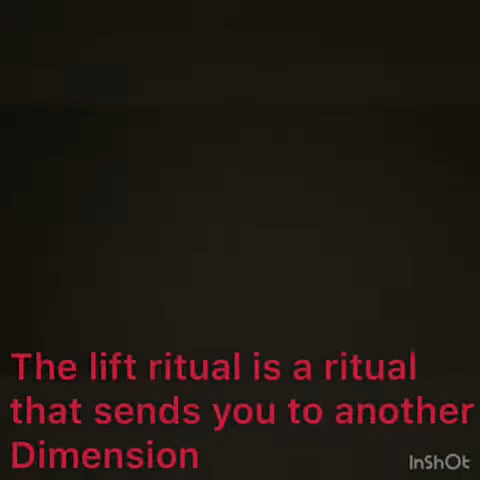 The lift ritual is a ritual
that sends you to another
Dimension
InShOt